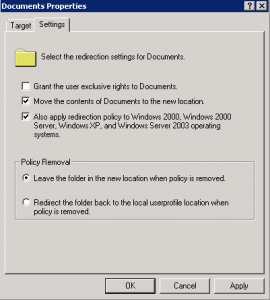 Documents Properties
Target
Settings
Select the redirection settings for Documents.
Grant the user exclusive rights to Documents.
Move the contents of Documents to the new location.
Also apply redirection policy to Windows 2000, Windows 2000
Server, Windows XP, and Windows Server 2003 operating
systems.
Policy Removal
Leave the folder in the new location when policy is removed.
Redirect the folder back to the local userprofile location when
policy is removed.
OK
Cancel
Apply